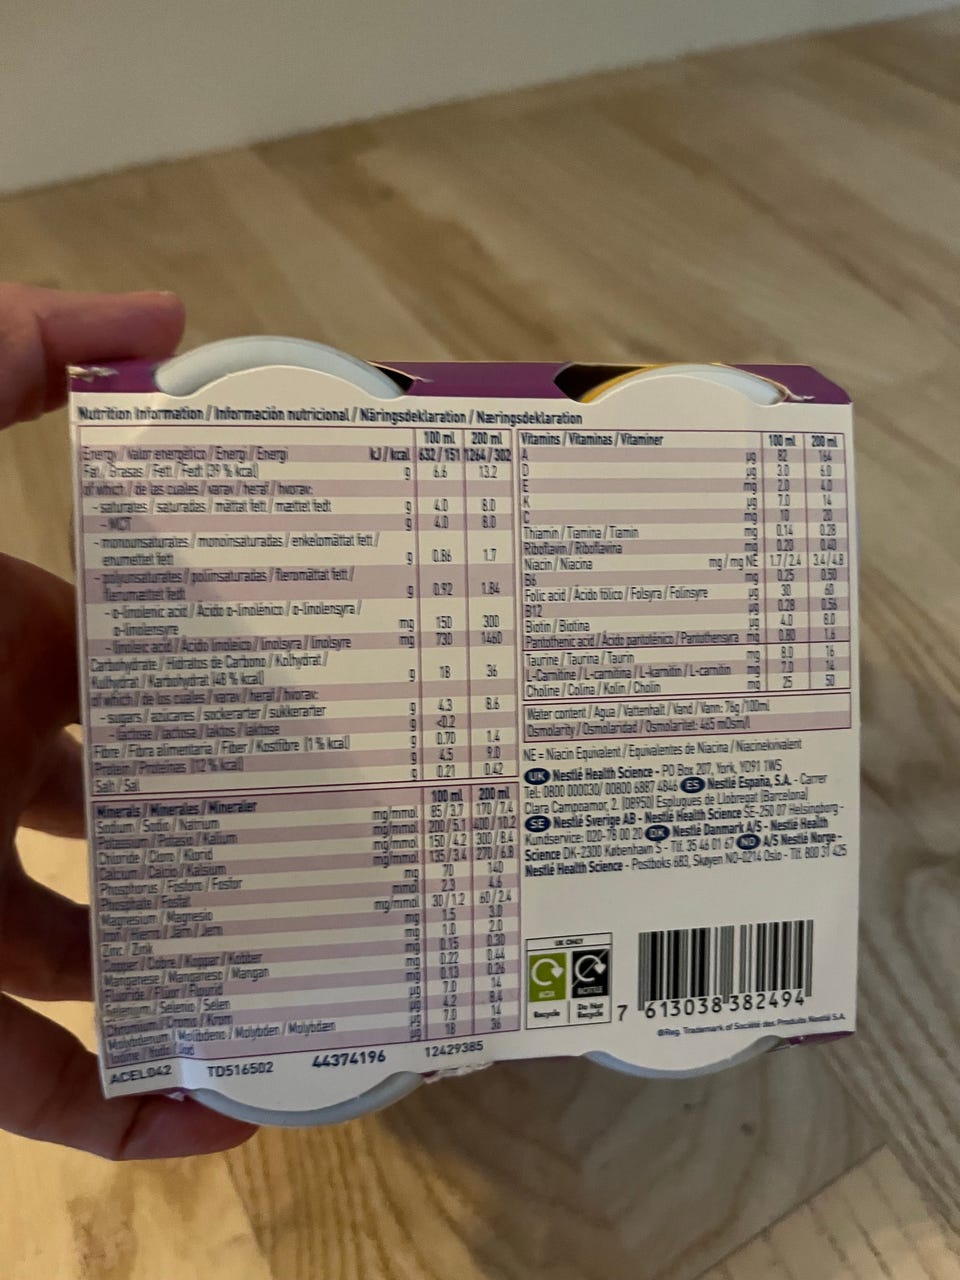 Nutrition Information / Información nutricional / Näringsdeklaration / Næringsdeklaration
100 ml 200 ml
Energy / Valor energético / Energi / Energi kJ / kcal 632 / 151 1264 / 302
Fat / Grasas / Fett / Fedt (39 % kcal) g 6.6 13.2
of which / de las cuales / varav / heraf / hvorav:
- saturates / saturadas / mättat fett / mættet fedt g 4.0 8.0
- MCT g 4.0 8.0
- monounsaturates / monoinsaturadas / enkelomättat fett /
enumættet fett g 0.86 1.7
- polyunsaturates / poliinsaturadas / fleromättat fett /
flerumættet fedt g 0.92 1.84
- α-linolenic acid / Ácido α-linolénico / α-linolensyra /
α-linolensyre mg 150 300
- linoleic acid / Ácido linoleico / linolsyra / linolsyre mg 730 1460
Carbohydrate / Hidratos de Carbono / Kolhydrat /
Kulhydrat / Karbohydrat (48 % kcal) g 18 36
of which / de los cuales / varav / heraf / hvorav:
- sugars / azúcares / sockerarter / sukkerarter g 4.3 8.6
- lactose / lactosa / laktos / laktose g <0.2
Fibre / Fibra alimentaria / Fiber / Kostfibre (1 % kcal) g 0.70 1.4
Protein / Proteínas (12 % kcal) g 4.5 9.0
Salt / Sal g 0.21 0.42
Minerals / Minerales / Mineraler 100 ml 200 ml
Sodium / Sodio / Natrium mg/mmol 85 / 3.7 170 / 7.4
Potassium / Potasio / Kalium mg/mmol 200 / 5.1 400 / 10.2
Chloride / Cloro / Klorid mg/mmol 150 / 4.2 300 / 8.4
Calcium / Calcio / Kalsium mg/mmol 135 / 3.4 270 / 6.8
Phosphorus / Fósforo / Fosfor mg 70 140
Phosphate / Fosfat mmol 2.3 4.6
Magnesium / Magnesio mg/mmol 30 / 1.2 60 / 2.4
Iron / Hierro / Järn / Jern mg 1.5 3.0
Zinc / Zink mg 1.0 2.0
Copper / Cobre / Koppar / Kobber mg 0.15 0.30
Manganese / Manganeso / Mangan mg 0.22 0.44
Fluoride / Flúor / Fluorid mg 0.13 0.26
Selenium / Selenio / Selen µg 7.0 14
Chromium / Cromo / Krom µg 4.2 8.4
Molybdenum / Molibdeno / Molybden / Molybdæn µg 7.0 14
Iodine / Yodo / Jod µg 18 36
ACEL042 TD516502 44374196 12429385
Vitamins / Vitaminas / Vitaminer 100 ml 200 ml
A µg 82 164
D µg 3.0 6.0
E mg 2.0 4.0
K µg 7.0 14
C mg 10 20
Thiamin / Tiamina / Tiamin mg 0.14 0.28
Riboflavin / Riboflavina mg 0.20 0.40
Niacin / Niacina mg / mg NE 1.7 / 2.4 3.4 / 4.8
B6 mg 0.25 0.50
Folic acid / Ácido fólico / Folsyra / Folinsyre µg 30 60
B12 µg 0.28 0.56
Biotin / Biotina µg 4.0 8.0
Pantothenic acid / Ácido pantoténico / Pantothensyra mg 0.80 1.6
Taurine / Taurina / Taurin mg 8.0 16
L-Carnitine / L-carnitina / L-karnitin / L-carnitin mg 7.0 14
Choline / Colina / Kolin / Cholin mg 25 50
Water content / Agua / Vattenhalt / Vand / Vann: 76g /100ml
Osmolarity / Osmolaridad / Osmolaritet: 465 mOsm/l
NE = Niacin Equivalent / Equivalentes de Niacina / Niacinekvivalent
UK Nestlé Health Science - PO Box 207, York, YO91 1WS
Tel: 0800 000030/ 00800 6887 4846 ES Nestlé España, S.A. - Carrer
Clara Campoamor, 2. (08950) Esplugues de Llobregat (Barcelona)
SE Nestlé Sverige AB - Nestlé Health Science SE-250 07 Helsingborg -
Kundservice: 020-78 00 20 DK Nestlé Danmark A/S - Nestlé Health
Science DK-2300 København S - Tlf. 35 46 01 67 NO A/S Nestlé Norge -
Nestlé Health Science - Postboks 683, Skøyen NO-0214 Oslo - Tlf. 800 31 425
UK ONLY
BOX BOTTLE
Recycle Do Not Recycle
7 613038 382494
®Reg. Trademark of Société des Produits Nestlé S.A.